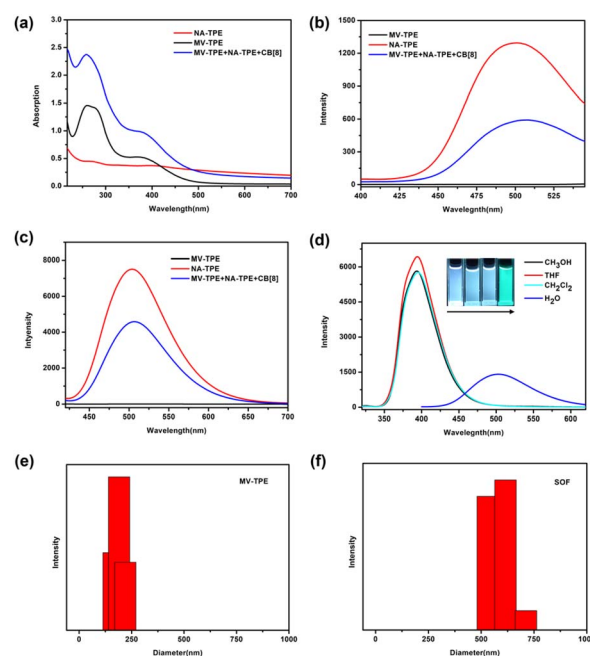 (a)
NA-TPE
MV-TPE
MV-TPE+NA-TPE+CB[8]
3.0
2.5
2.0
1.5
1.0
0.5
0.0
Absorption
200 300 400 500 600 700
Wavelength(nm)
(b)
MV-TPE
NA-TPE
MV-TPE+NA-TPE+CB[8]
1500
1200
900
600
300
0
Intensity
400 425 450 475 500 525
Wavelength(nm)
(c)
MV-TPE
NA-TPE
MV-TPE+NA-TPE+CB[8]
8000
6000
4000
2000
0
Intyensity
450 500 550 600 650 700
Wavelength(nm)
(d)
CH3OH
THF
CH2Cl2
H2O
6000
4500
3000
1500
0
Intensity
350 400 450 500 550 600
Wavelegnth(nm)
(e)
MV-TPE
Intensity
0 250 500 750 1000
Diameter(nm)
(f)
SOF
Intensity
0 250 500 750 1000
Diameter(nm)